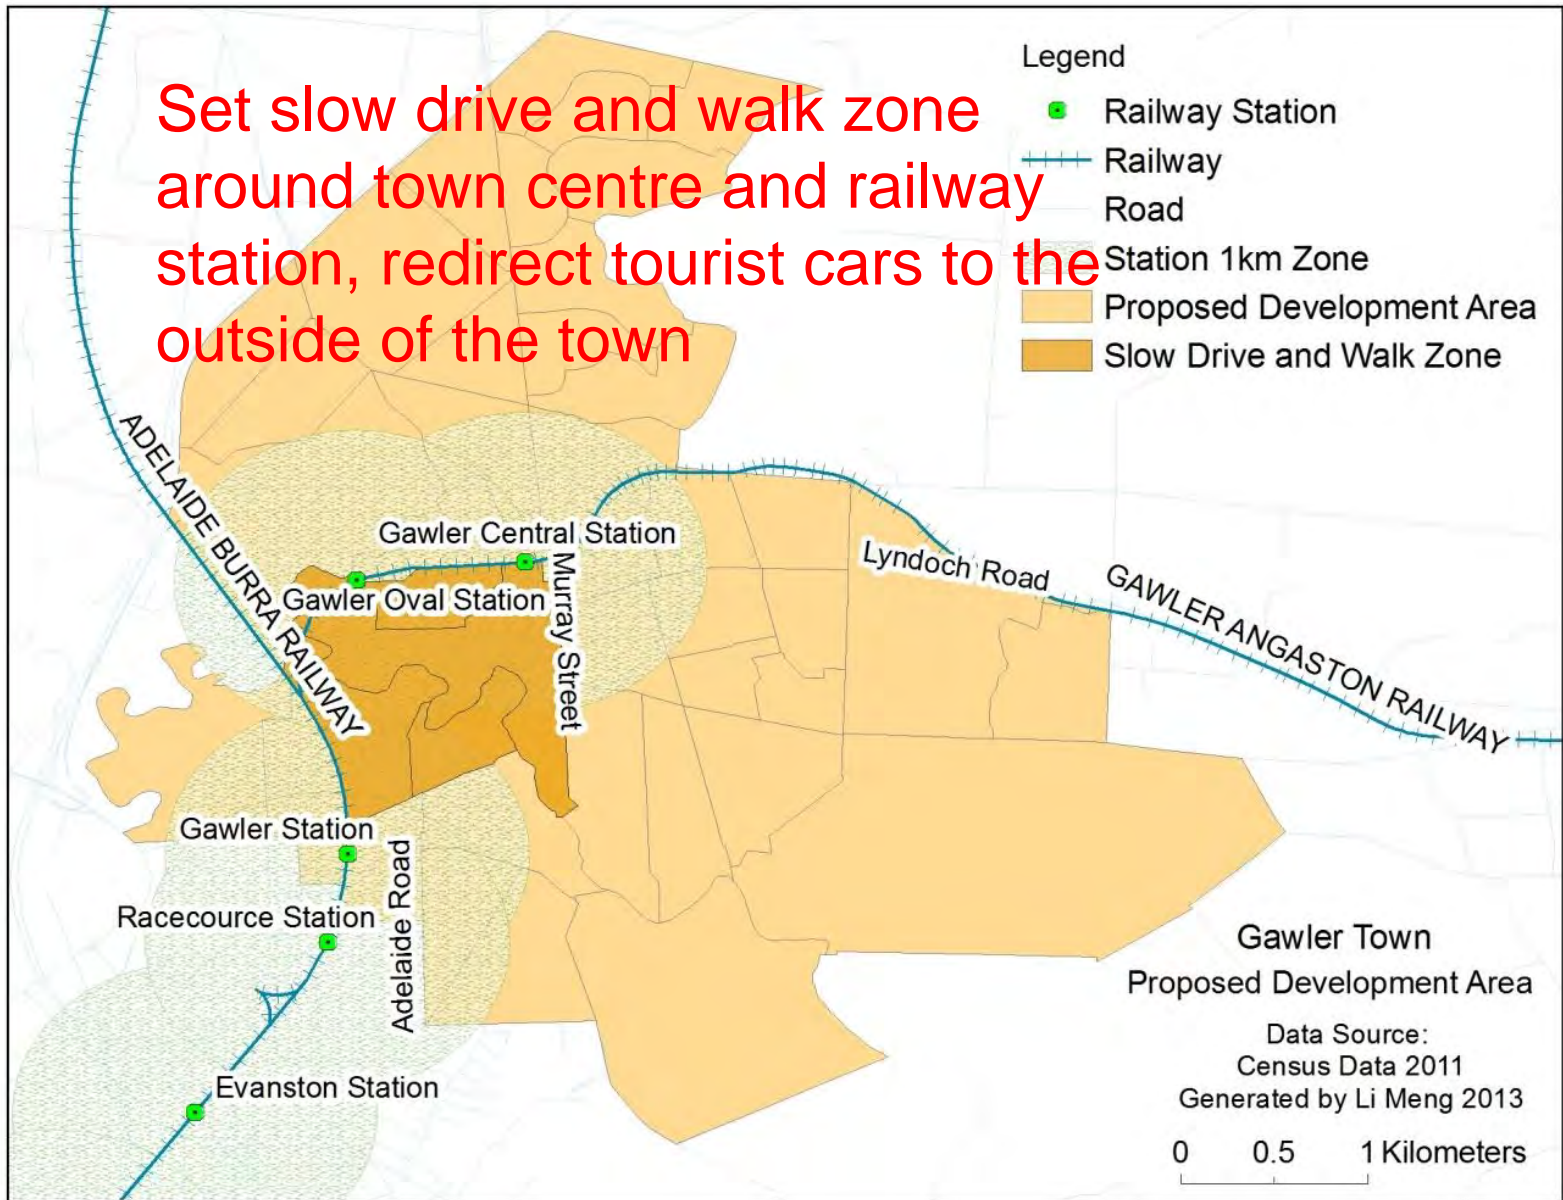 Set slow drive and walk zone
around town centre and railway
station, redirect tourist cars to the
outside of the town
Legend
Railway Station
Railway
Road
Station 1km Zone
Proposed Development Area
Slow Drive and Walk Zone
ADELAIDE BURRA RAILWAY
Gawler Central Station
Gawler Oval Station
Murray Street
Lyndoch Road
GAWLER ANGASTON RAILWAY
Gawler Station
Adelaide Road
Racecource Station
Evanston Station
Gawler Town
Proposed Development Area
Data Source:
Census Data 2011
Generated by Li Meng 2013
0 0.5 1 Kilometers